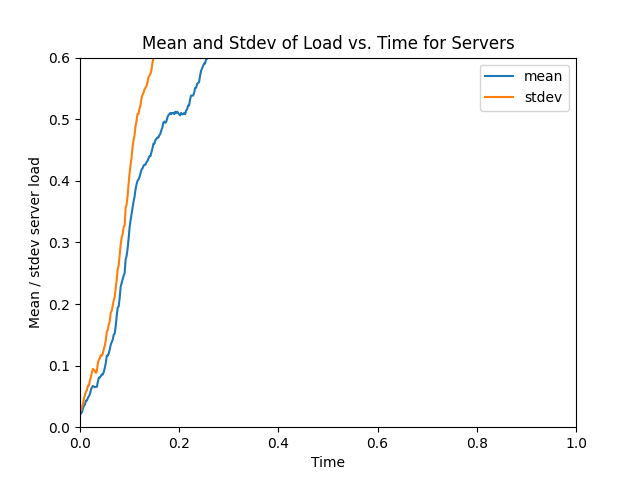 Mean and Stdev of Load vs. Time for Servers
mean
stdev
Mean / stdev server load
0.6
0.5
0.4
0.3
0.2
0.1
0.0
0.0 0.2 0.4 0.6 0.8 1.0
Time